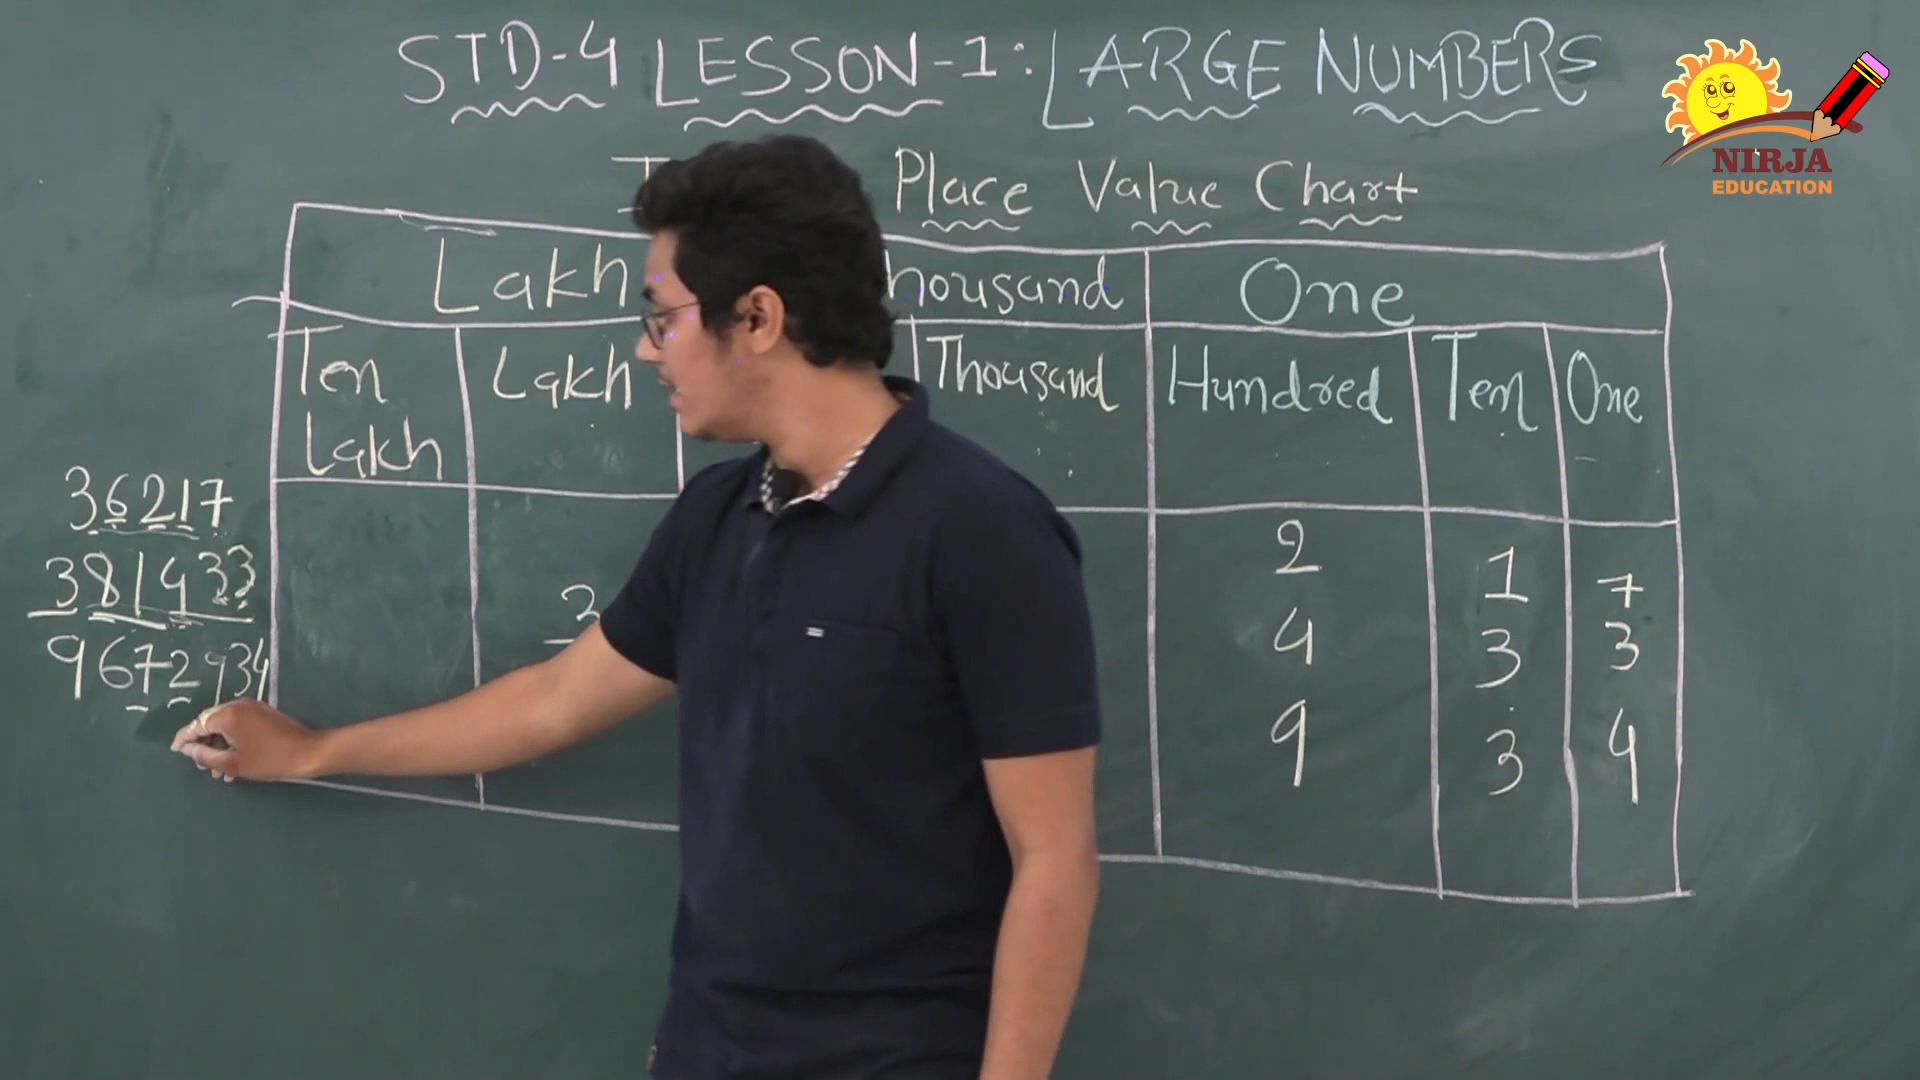 STD-4 LESSON-1: LARGE NUMBERS
NIRJA
EDUCATION
Place Value Chart
Lakh housand One
Ten Lakh Lakh Thousand Hundred Ten One
36217
381433
9672934
2 1 7
3 4 3 3
9 3 4